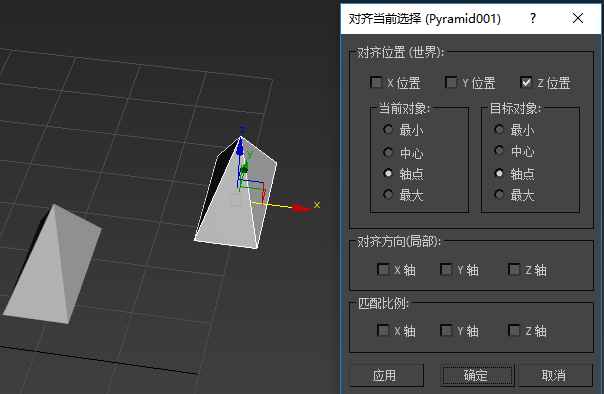 对齐当前选择 (Pyramid001)
?
对齐位置 (世界):
X 位置 Y 位置 Z 位置
当前对象: 目标对象:
最小 最小
中心 中心
轴点 轴点
最大 最大
对齐方向(局部):
X 轴 Y 轴 Z 轴
匹配比例:
X 轴 Y 轴 Z 轴
应用 确定 取消
z
y
x